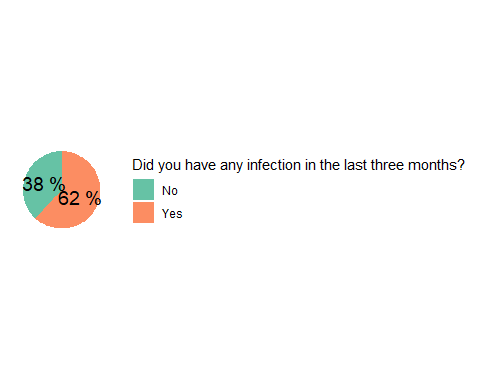 Did you have any infection in the last three months?
38 %
62 %
No
Yes